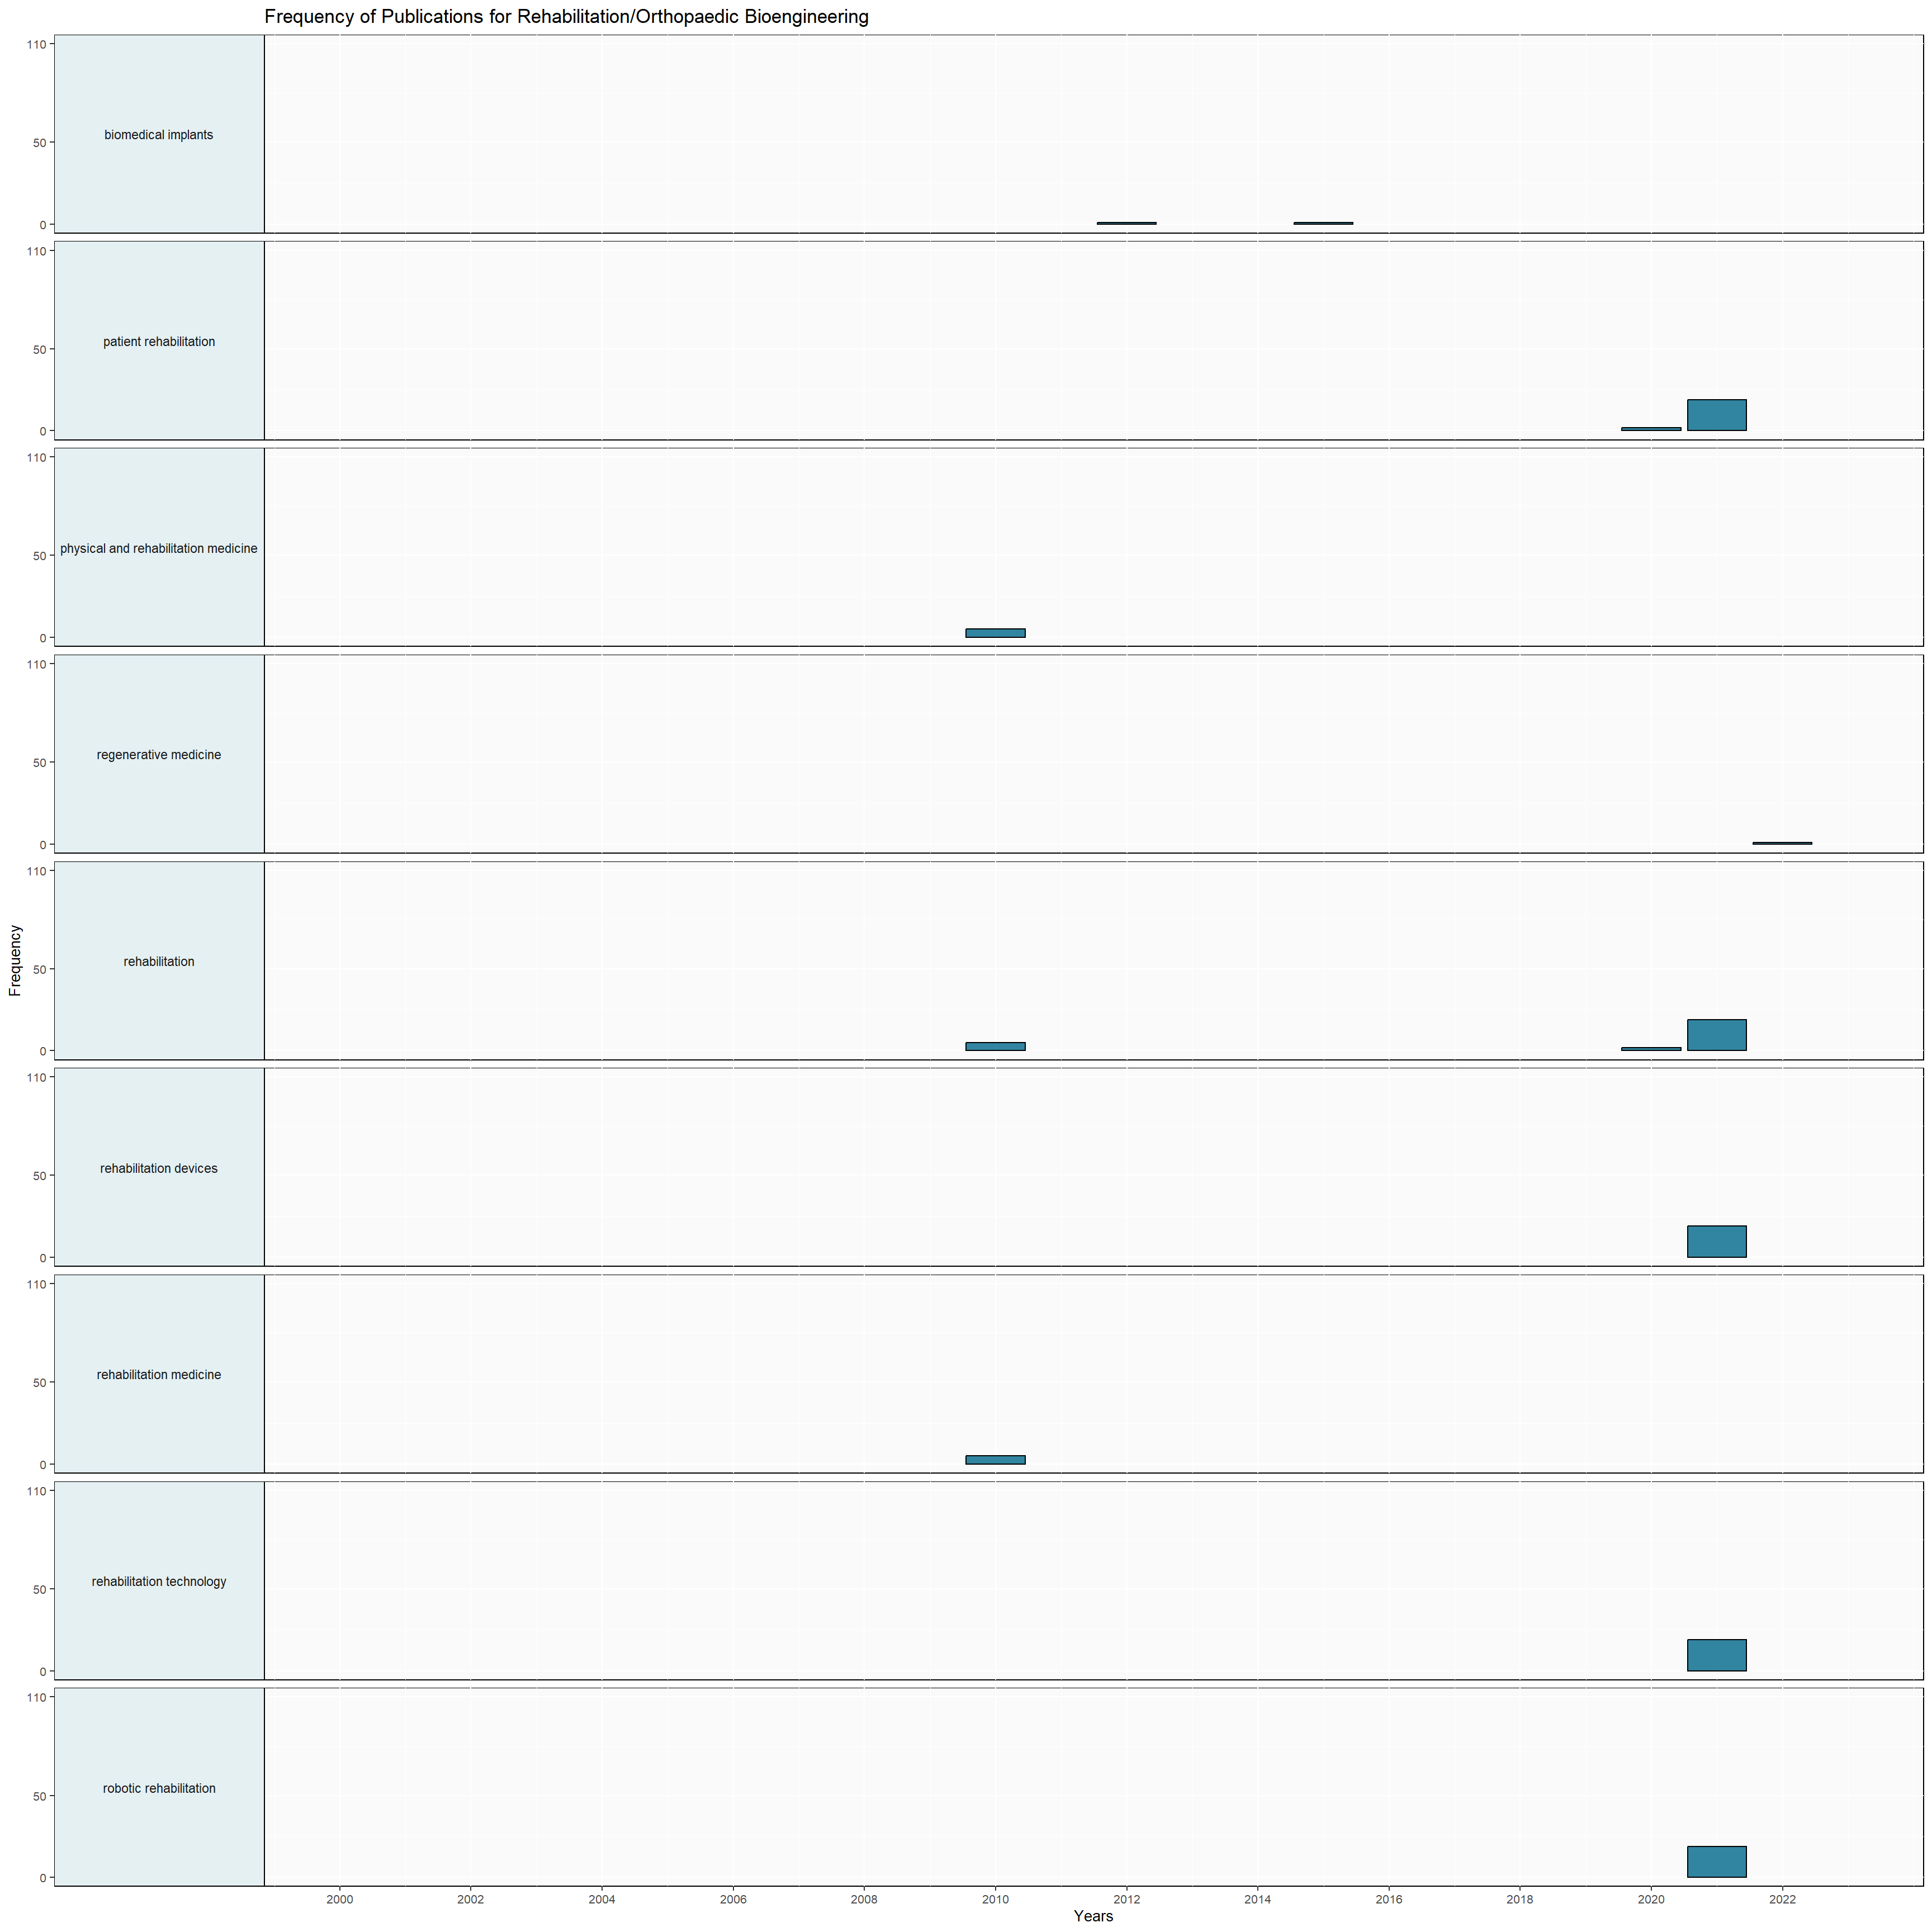 Frequency of Publications for Rehabilitation/Orthopaedic Bioengineering
110
biomedical implants
50
0
110
patient rehabilitation
50
0
110
physical and rehabilitation medicine
50
0
110
regenerative medicine
50
0
110
Frequency
rehabilitation
50
0
110
rehabilitation devices
50
0
110
rehabilitation medicine
50
0
110
rehabilitation technology
50
0
110
robotic rehabilitation
50
0
2000 2002 2004 2006 2008 2010 2012 2014 2016 2018 2020 2022
Years